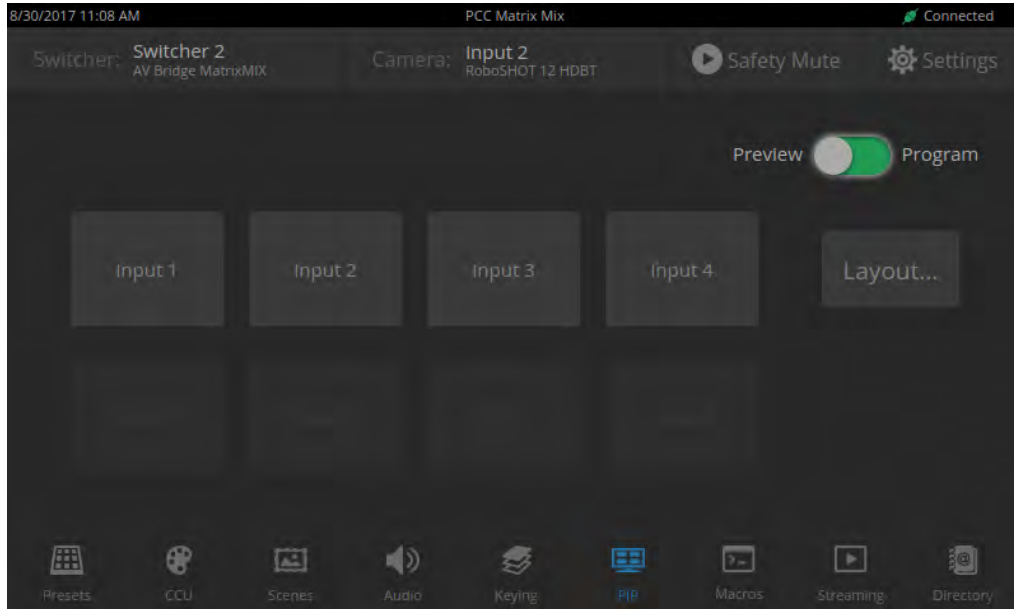 8/30/2017 11:08 AM PCC Matrix Mix Connected
Switcher: Switcher 2 Camera: Input 2 Safety Mute Settings
AV Bridge MatrixMIX RoboSHOT 12 HDBT
Preview Program
Input 1 Input 2 Input 3 Input 4 Layout...
Presets CCU Scenes Audio Keying PIP Macros Streaming Directory